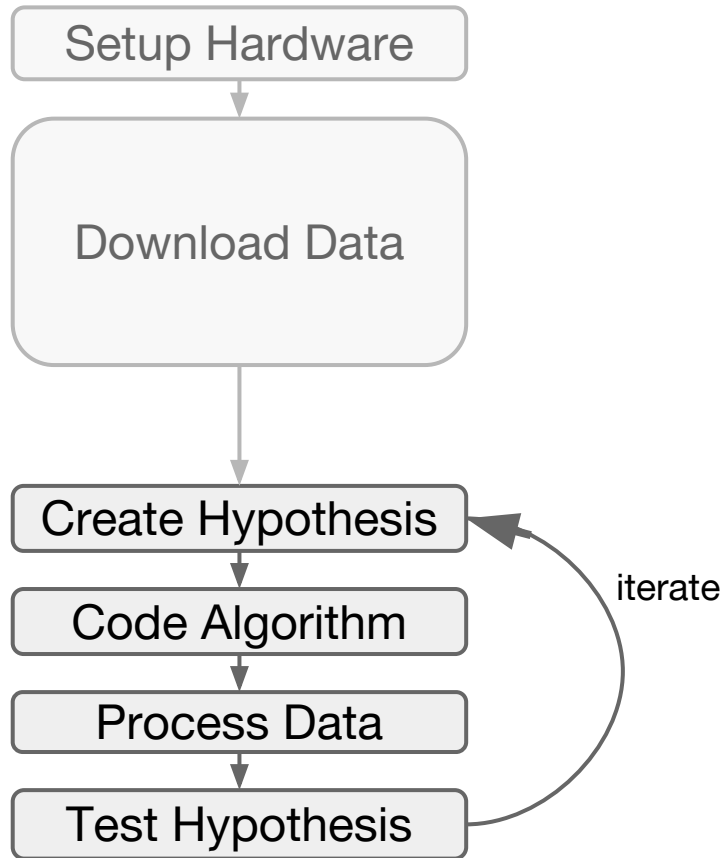 Setup Hardware
Download Data
Create Hypothesis
iterate
Code Algorithm
Process Data
Test Hypothesis